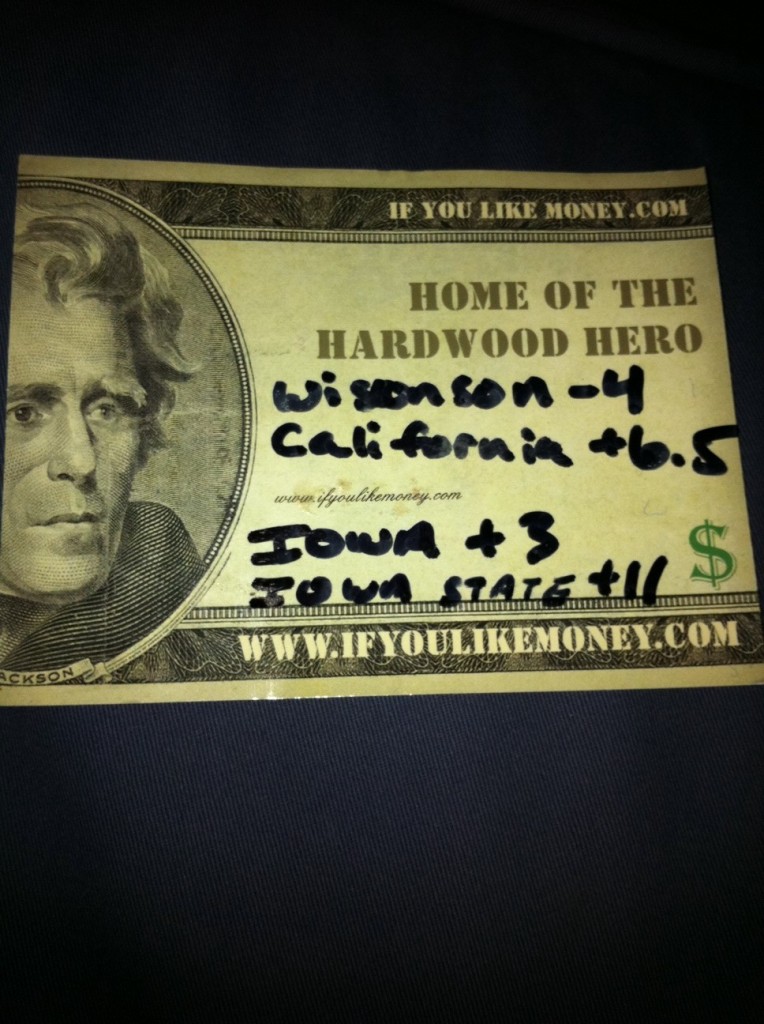 IF YOU LIKE MONEY.COM
HOME OF THE
HARDWOOD HERO
wisconson -4
California +6.5
www.ifyoulikemoney.com
Iowa +3
Iowa STATE +11
$
WWW.IFYOULIKEMONEY.COM
ACKSON